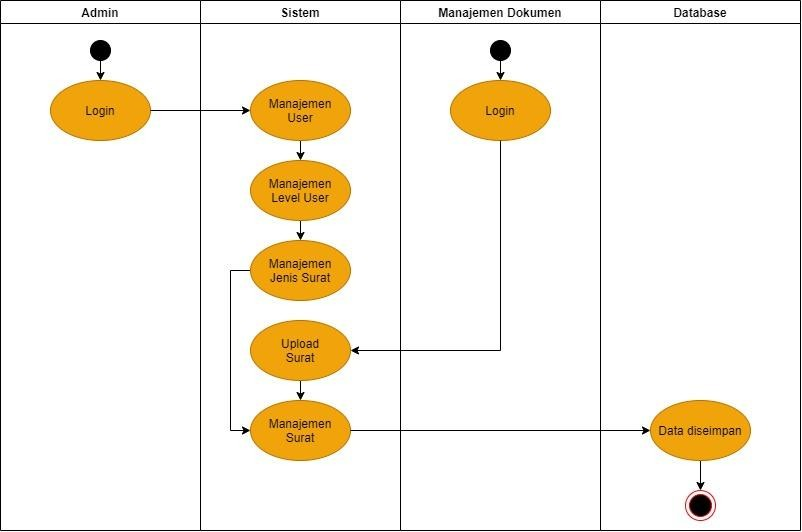 Admin
Sistem
Manajemen Dokumen
Database
Login
Manajemen
User
Login
Manajemen
Level User
Manajemen
Jenis Surat
Upload
Surat
Manajemen
Surat
Data diseimpan